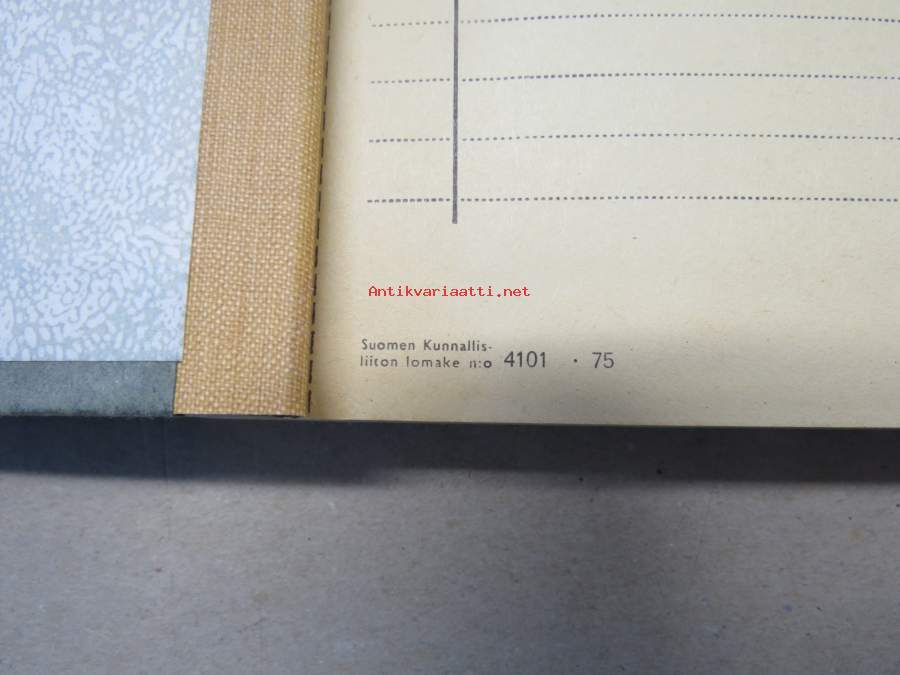 Antikvariaatti.net
Suomen Kunnallis-
liiton lomake n:o 4101 · 75